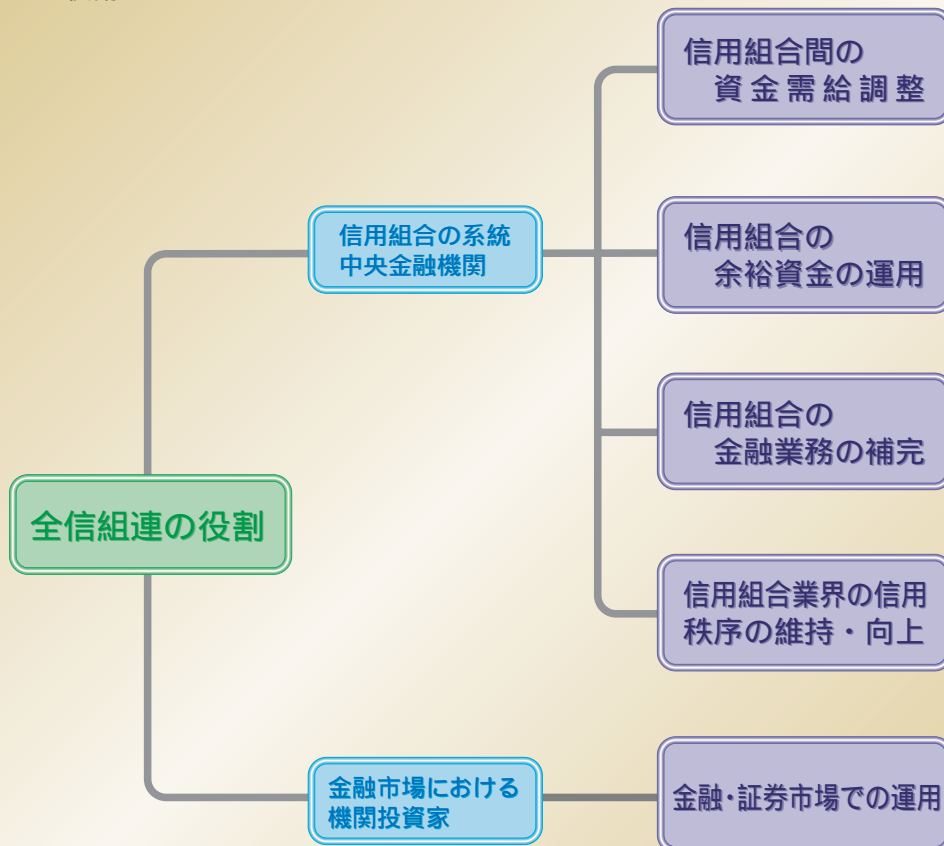 信用組合間の
資金需給調整
信用組合の系統
中央金融機関
信用組合の
余裕資金の運用
信用組合の
金融業務の補完
全信組連の役割
信用組合業界の信用
秩序の維持・向上
金融市場における
機関投資家
金融・証券市場での運用